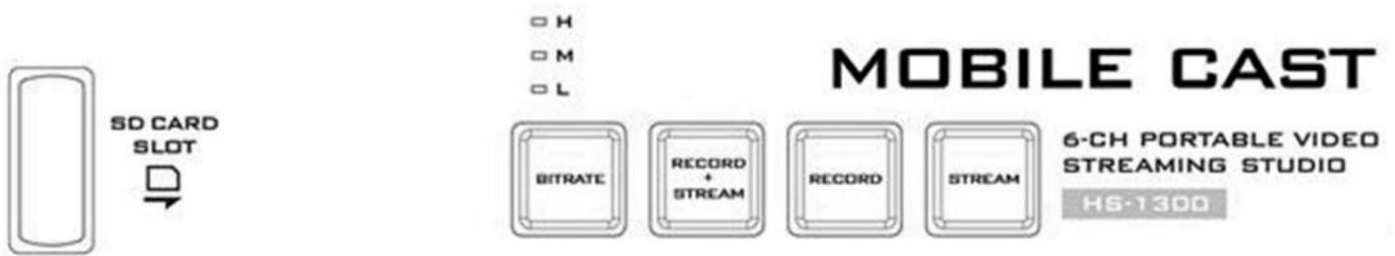 H
M
L
MOBILE CAST
SD CARD
SLOT
BITRATE
RECORD
+
STREAM
RECORD
STREAM
6-CH PORTABLE VIDEO
STREAMING STUDIO
HS-1300